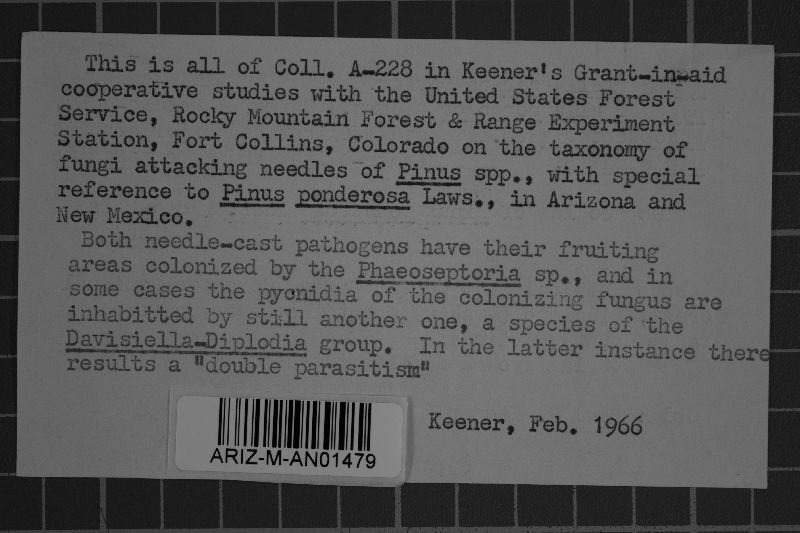 This is all of Coll. A-228 in Keener's Grant-in-aid
cooperative studies with the United States Forest
Service, Rocky Mountain Forest & Range Experiment
Station, Fort Collins, Colorado on the taxonomy of
fungi attacking needles of Pinus spp., with special
reference to Pinus ponderosa Laws., in Arizona and
New Mexico.
Both needle-cast pathogens have their fruiting
areas colonized by the Phaeoseptoria sp., and in
some cases the pycnidia of the colonizing fungus are
inhabitted by still another one, a species of the
Davisiella-Diplodia group. In the latter instance there
results a "double parasitism"
Keener, Feb. 1966
ARIZ-M-AN01479